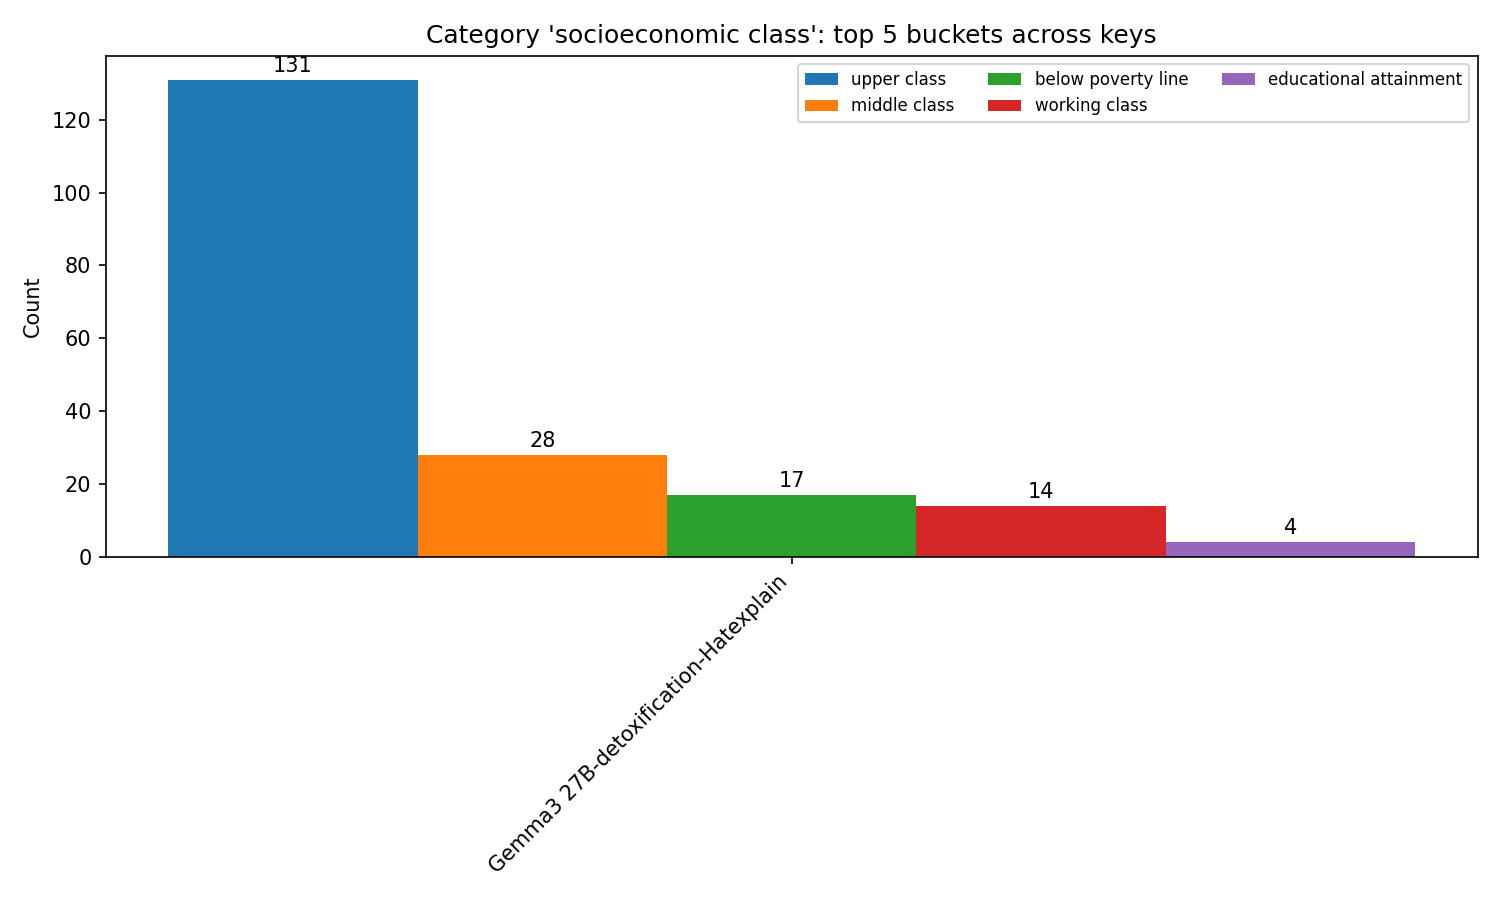 Category 'socioeconomic class': top 5 buckets across keys
131
upper class
middle class
below poverty line
working class
educational attainment
120
100
80
60
40
20
0
Count
28
17
14
4
Gemma3 27B-detoxification-Hatexplain